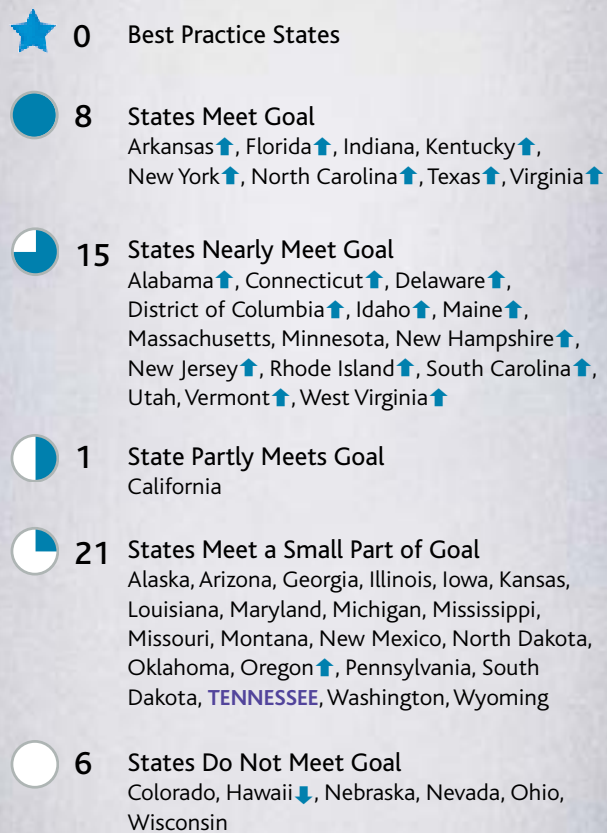 0 Best Practice States
8 States Meet Goal
Arkansas⬆, Florida⬆, Indiana, Kentucky⬆,
New York⬆, North Carolina⬆, Texas⬆, Virginia⬆
15 States Nearly Meet Goal
Alabama⬆, Connecticut⬆, Delaware⬆,
District of Columbia⬆, Idaho⬆, Maine⬆,
Massachusetts, Minnesota, New Hampshire⬆,
New Jersey⬆, Rhode Island⬆, South Carolina⬆,
Utah, Vermont⬆, West Virginia⬆
1 State Partly Meets Goal
California
21 States Meet a Small Part of Goal
Alaska, Arizona, Georgia, Illinois, Iowa, Kansas,
Louisiana, Maryland, Michigan, Mississippi,
Missouri, Montana, New Mexico, North Dakota,
Oklahoma, Oregon⬆, Pennsylvania, South
Dakota, TENNESSEE, Washington, Wyoming
6 States Do Not Meet Goal
Colorado, Hawaii⬇, Nebraska, Nevada, Ohio,
Wisconsin